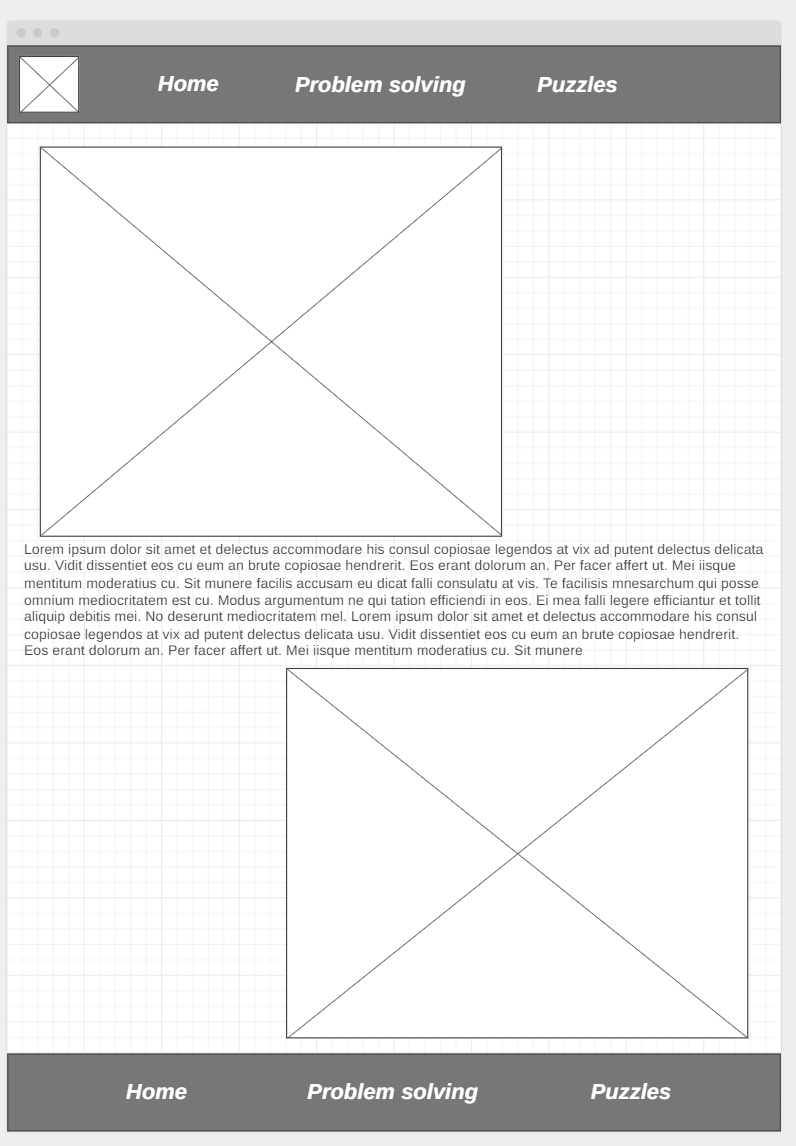 Home Problem solving Puzzles
Lorem ipsum dolor sit amet et delectus accommodare his consul copiosae legendos at vix ad putent delectus delicata
usu. Vidit dissentiet eos cu eum an brute copiosae hendrerit. Eos erant dolorum an. Per facer affert ut. Mei iisque
mentitum moderatius cu. Sit munere facilis accusam eu dicat falli consulatu at vis. Te facilisis mnesarchum qui posse
omnium mediocritatem est cu. Modus argumentum ne qui tation efficiendi in eos. Ei mea falli legere efficiantur et tollit
aliquip debitis mei. No deserunt mediocritatem mel. Lorem ipsum dolor sit amet et delectus accommodare his consul
copiosae legendos at vix ad putent delectus delicata usu. Vidit dissentiet eos cu eum an brute copiosae hendrerit.
Eos erant dolorum an. Per facer affert ut. Mei iisque mentitum moderatius cu. Sit munere
Home Problem solving Puzzles